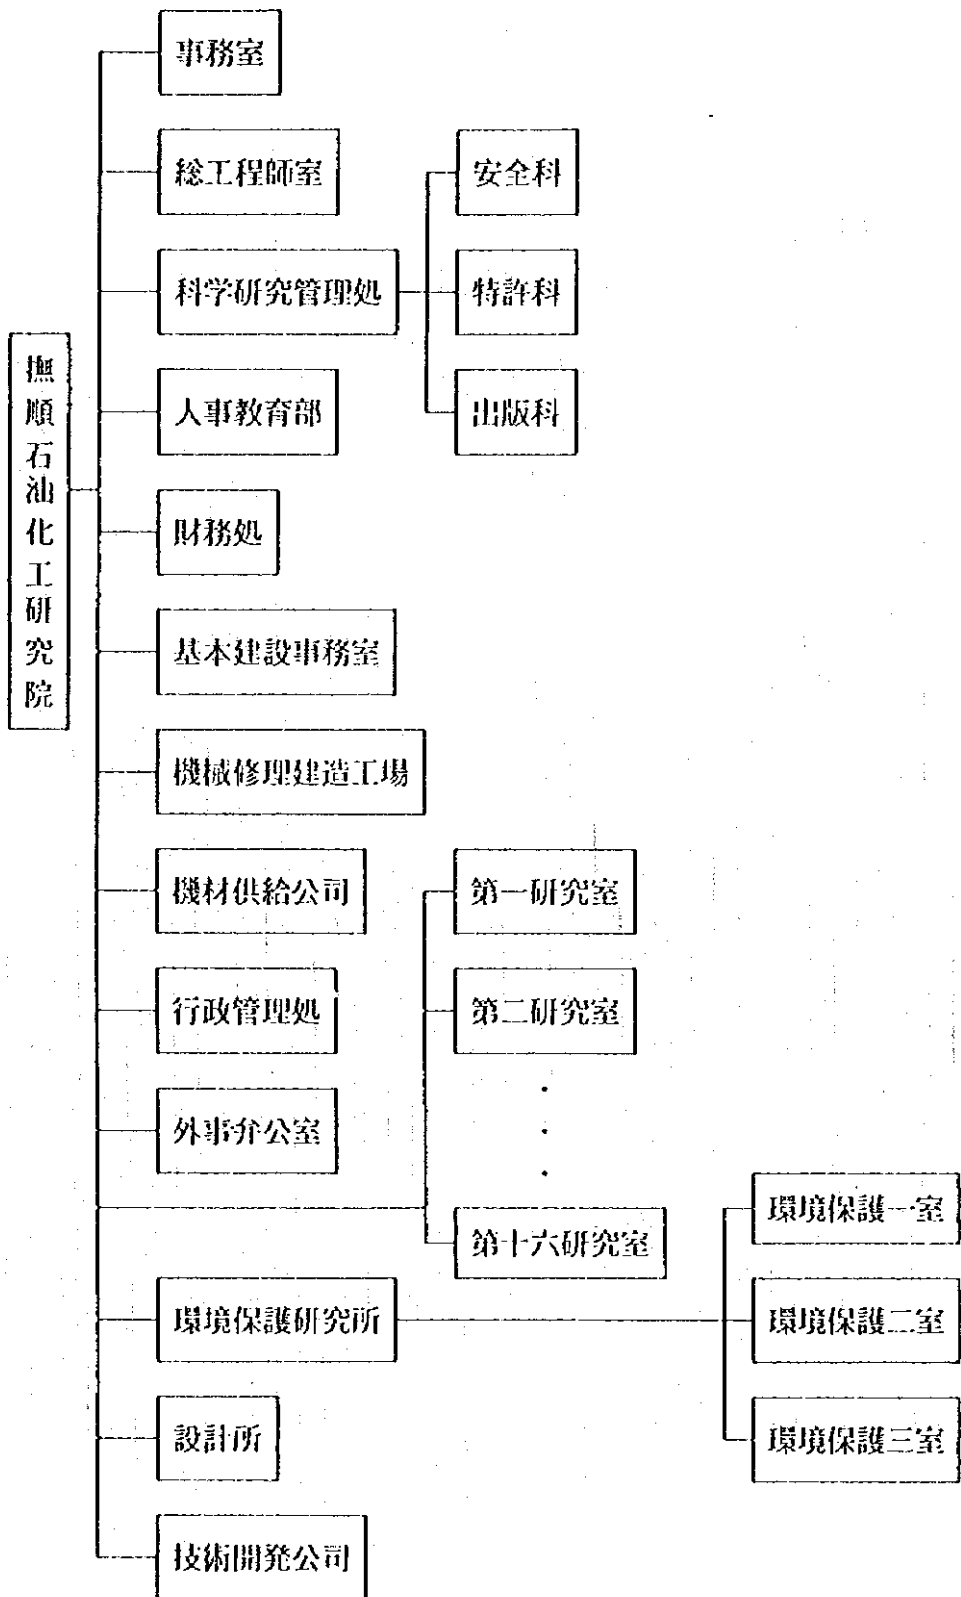 撫順石油化工研究院
事務室
総工程師室
科学研究管理処
安全科
特許科
出版科
人事教育部
財務処
基本建設事務室
機械修理建造工場
機材供給公司
行政管理処
外事弁公室
第一研究室
第二研究室
・
・
・
第十六研究室
環境保護研究所
環境保護一室
環境保護二室
環境保護三室
設計所
技術開発公司